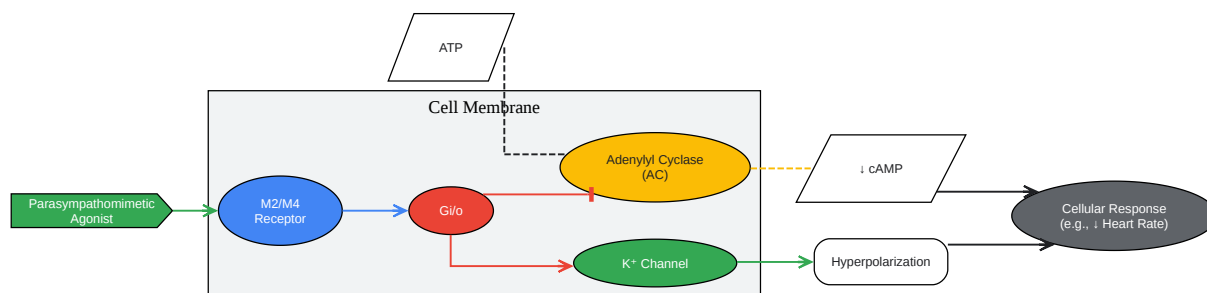 ATP
Cell Membrane
Adenylyl Cyclase
(AC)
↓ cAMP
Parasympathomimetic
Agonist
M2/M4
Receptor
Gi/o
Cellular Response
(e.g., ↓ Heart Rate)
K⁺ Channel
Hyperpolarization